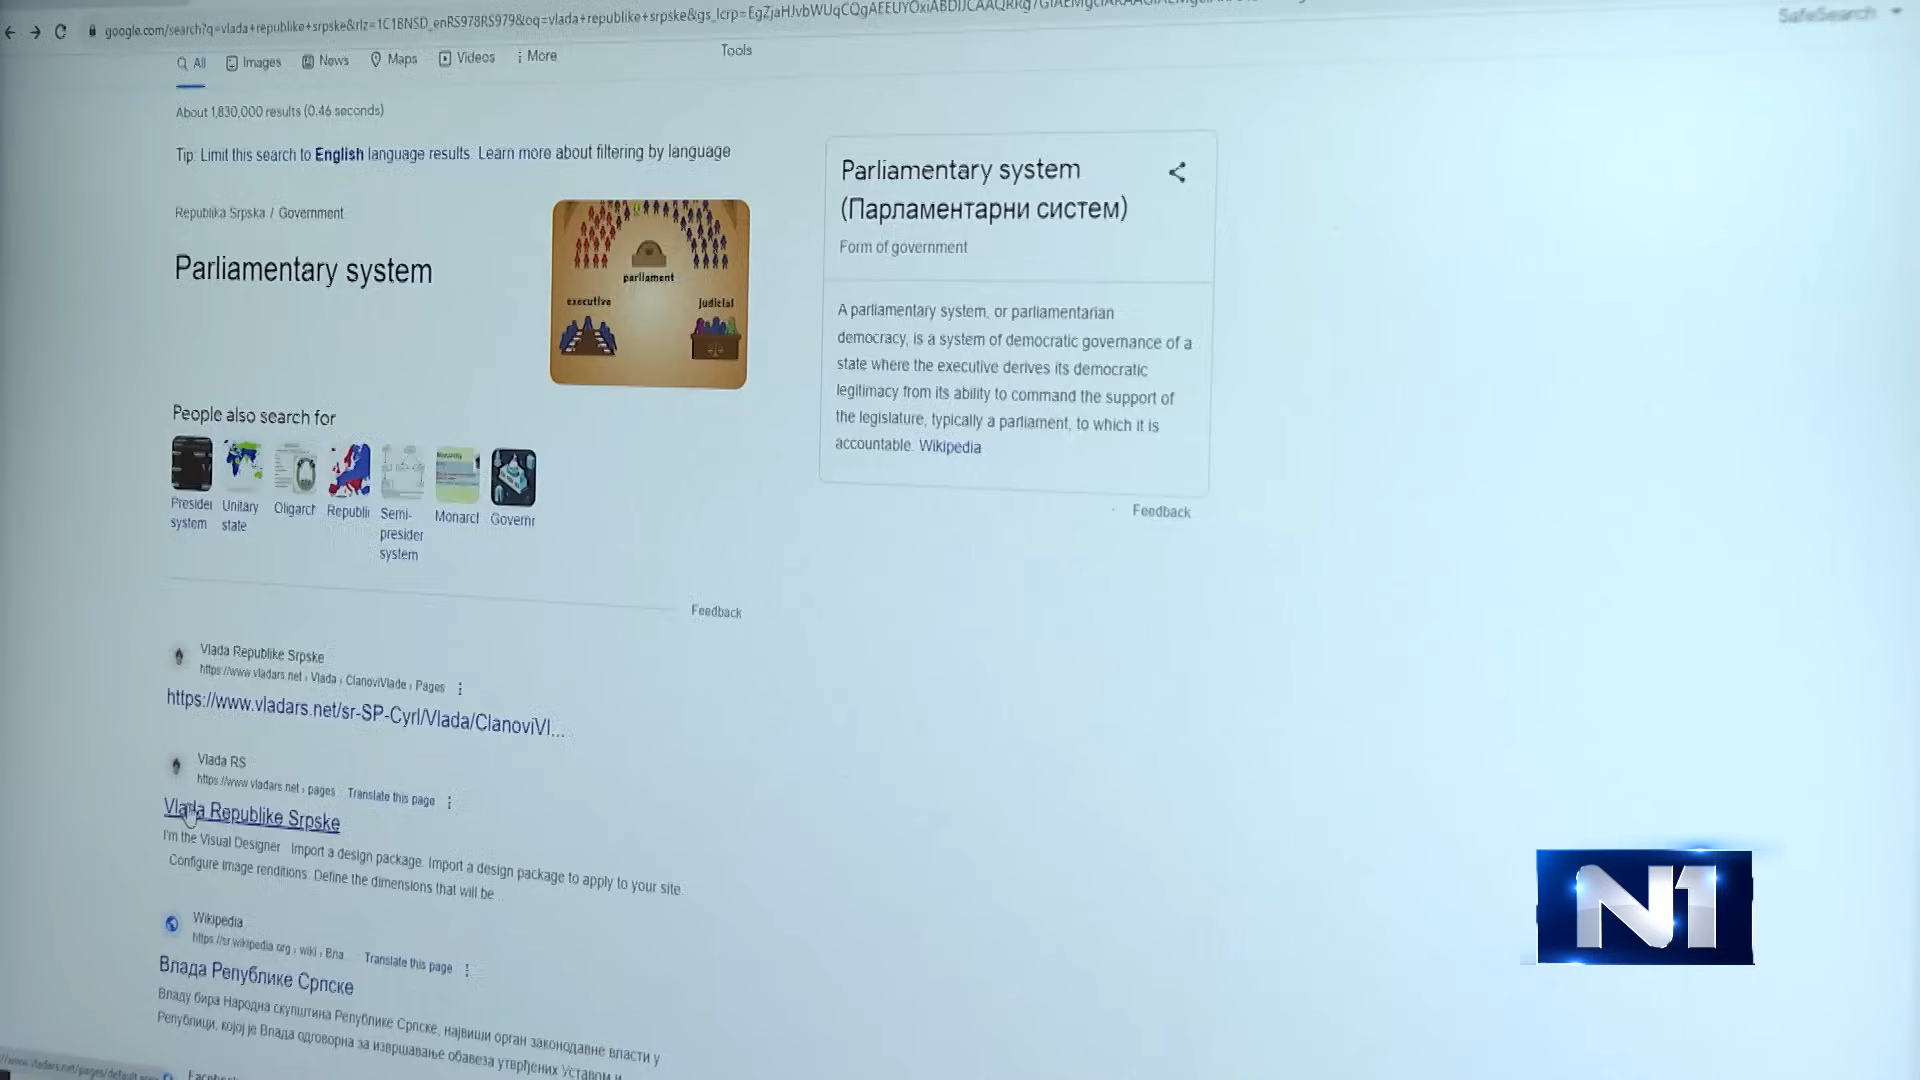 google.com/search?q=vlada+republike+srpske&rlz=1C1BNSD_enRS978RS979&oq=vlada+republike+srpske&gs_lcrp=
SafeSearch
All Images News Maps Videos More Tools
About 1,830,000 results (0.46 seconds)
Tip: Limit this search to English language results. Learn more about filtering by language
Republika Srpska / Government
Parliamentary system
parliament
executive
judicial
People also search for
Presider system
Unitary state
Oligarch
Republic
Semi-presider system
Monarcl
Governr
Feedback
Vlada Republike Srpske
https://www.vladars.net › Vlada › ClanoviVlade › Pages
https://www.vladars.net/sr-SP-Cyrl/Vlada/ClanoviVl...
Vlada RS
https://www.vladars.net › pages Translate this page
Vlada Republike Srpske
I'm the Visual Designer Import a design package. Import a design package to apply to your site.
Configure image renditions. Define the dimensions that will be ...
Wikipedia
https://sr.wikipedia.org › wiki › Вла... Translate this page
Влада Републике Српске
Владу бира Народна скупштина Републике Српске, највиши орган законодавне власти у
Републици, којој је Влада одговорна за извршавање обавеза утврђених Уставом и
Parliamentary system
(Парламентарни систем)
Form of government
A parliamentary system, or parliamentarian
democracy, is a system of democratic governance of a
state where the executive derives its democratic
legitimacy from its ability to command the support of
the legislature, typically a parliament, to which it is
accountable. Wikipedia
Feedback
N1